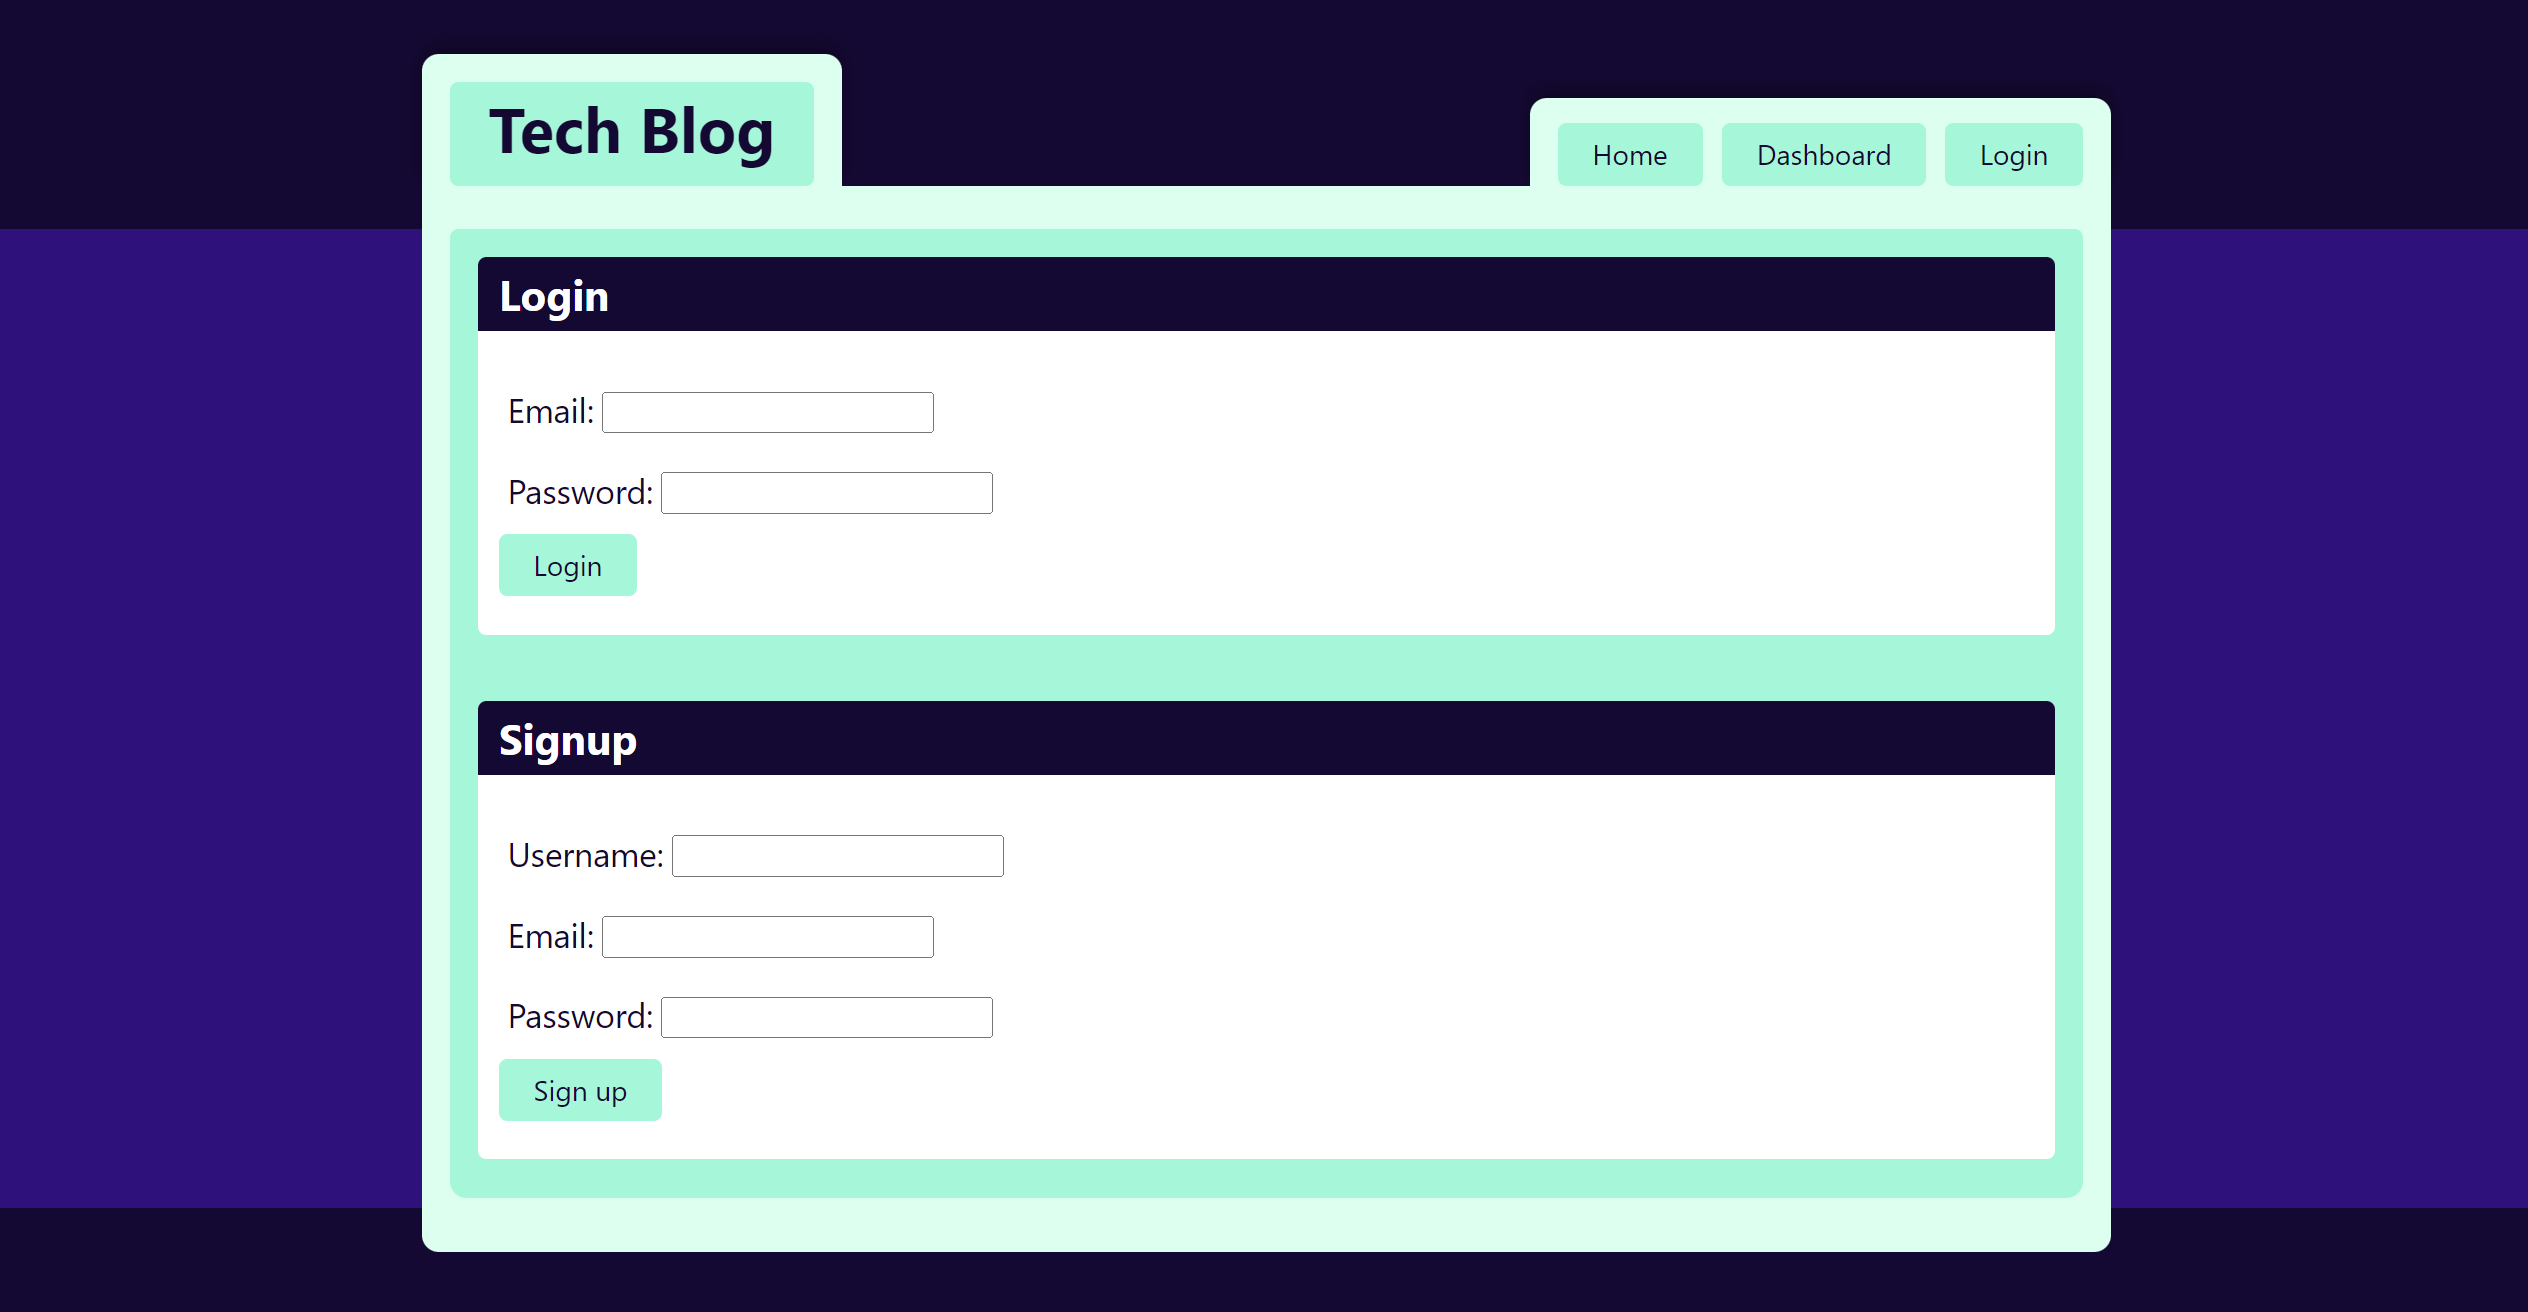 Tech Blog
Home Dashboard Login
Login
Email:
Password:
Login
Signup
Username:
Email:
Password:
Sign up